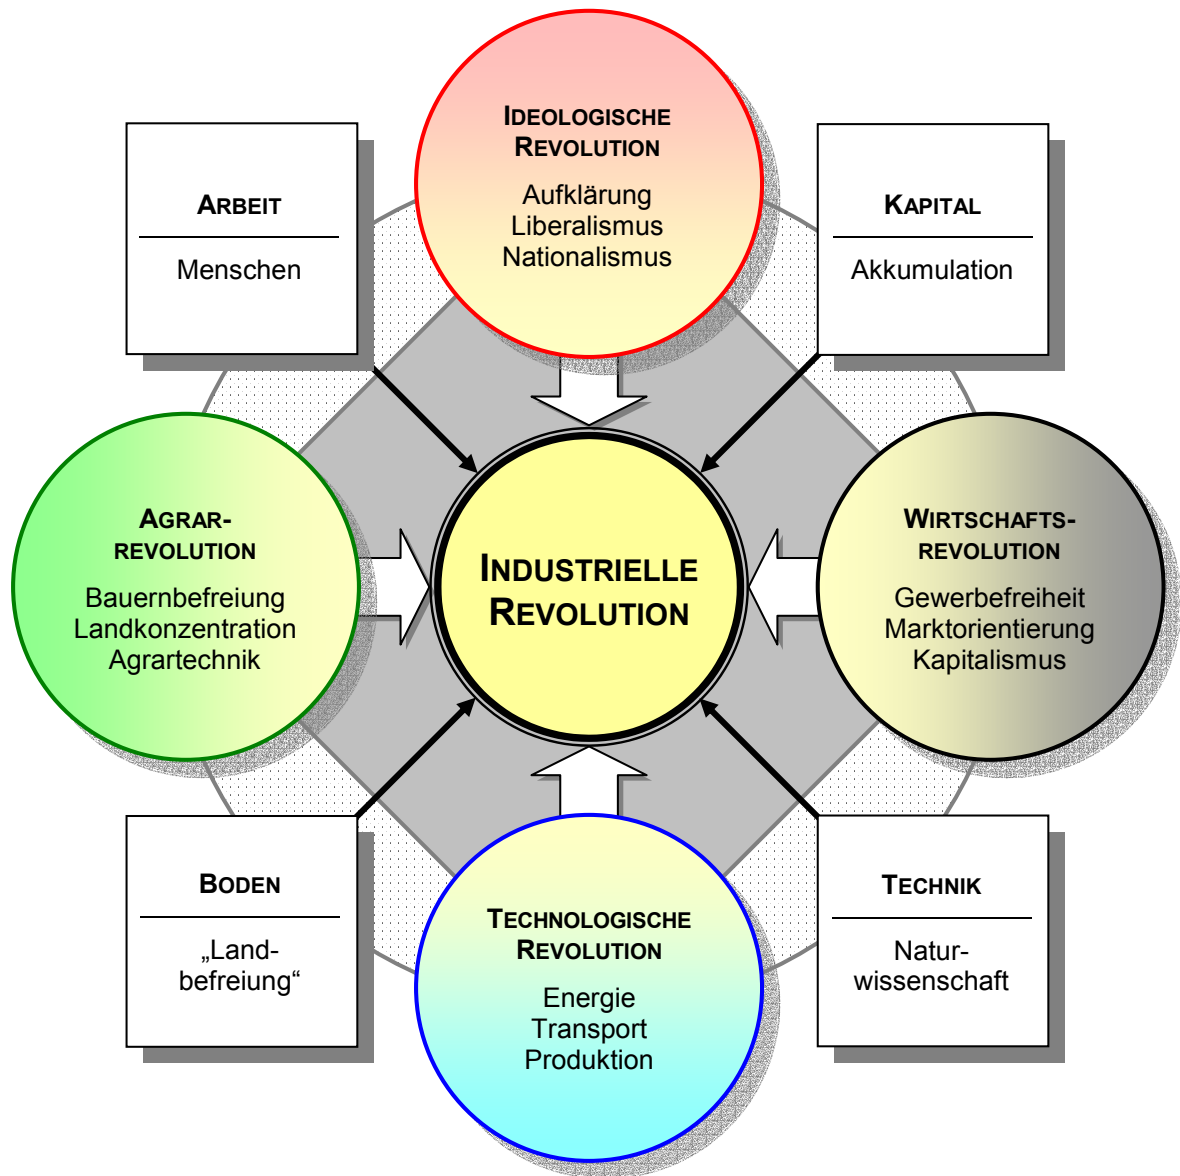 IDEOLOGISCHE
REVOLUTION
Aufklärung
Liberalismus
Nationalismus
ARBEIT
Menschen
KAPITAL
Akkumulation
AGRAR-
REVOLUTION
Bauernbefreiung
Landkonzentration
Agrartechnik
INDUSTRIELLE
REVOLUTION
WIRTSCHAFTS-
REVOLUTION
Gewerbefreiheit
Marktorientierung
Kapitalismus
BODEN
„Land-
befreiung“
TECHNOLOGISCHE
REVOLUTION
Energie
Transport
Produktion
TECHNIK
Natur-
wissenschaft